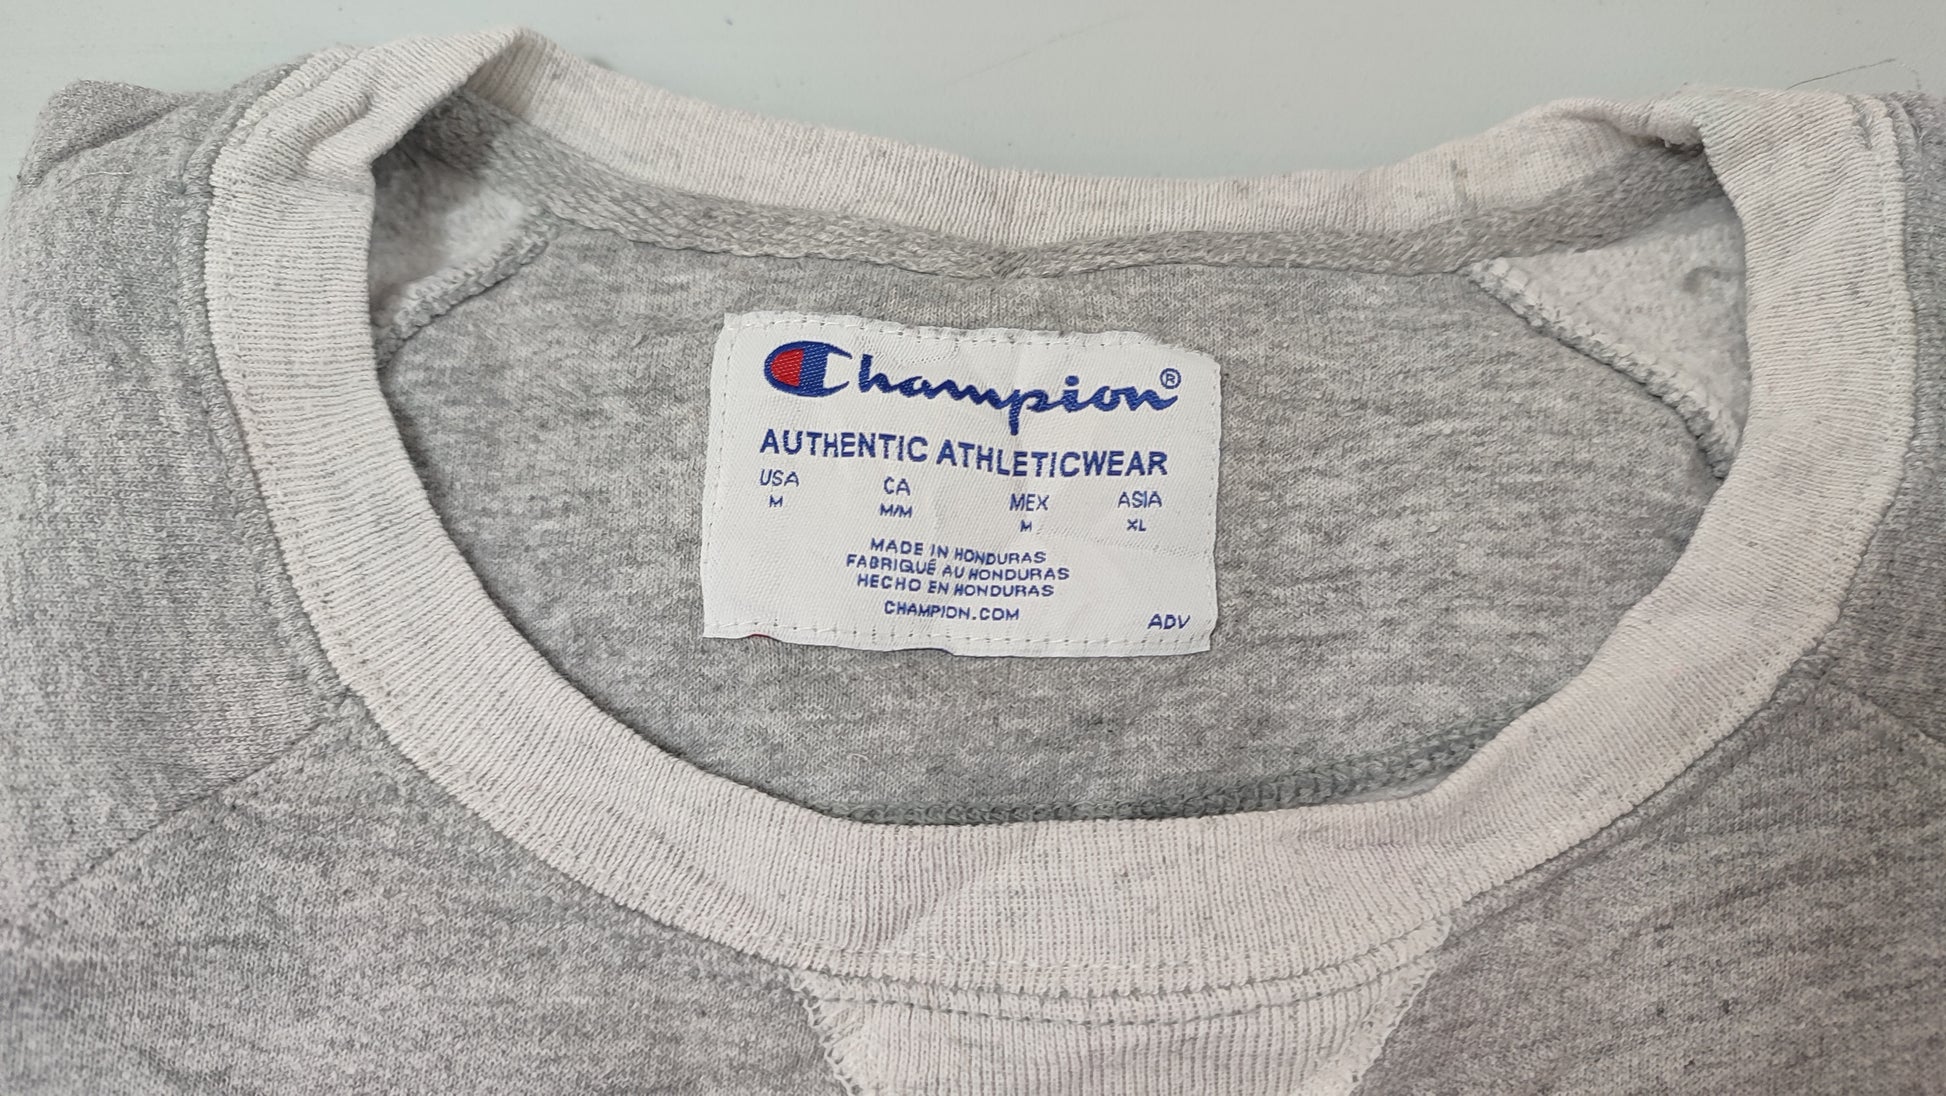 Champion®
AUTHENTIC ATHLETICWEAR
USA CA MEX ASIA
M M/M M XL
MADE IN HONDURAS
FABRIQUÉ AU HONDURAS
HECHO EN HONDURAS
CHAMPION.COM ADV